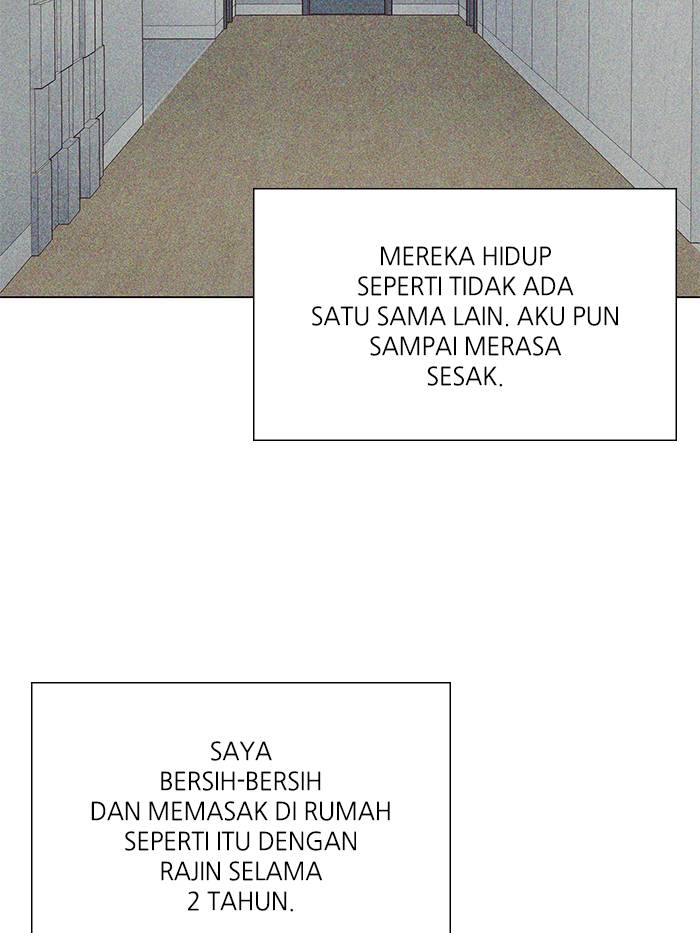 MEREKA HIDUP
SEPERTI TIDAK ADA
SATU SAMA LAIN. AKU PUN
SAMPAI MERASA
SESAK.
SAYA
BERSIH-BERSIH
DAN MEMASAK DI RUMAH
SEPERTI ITU DENGAN
RAJIN SELAMA
2 TAHUN.